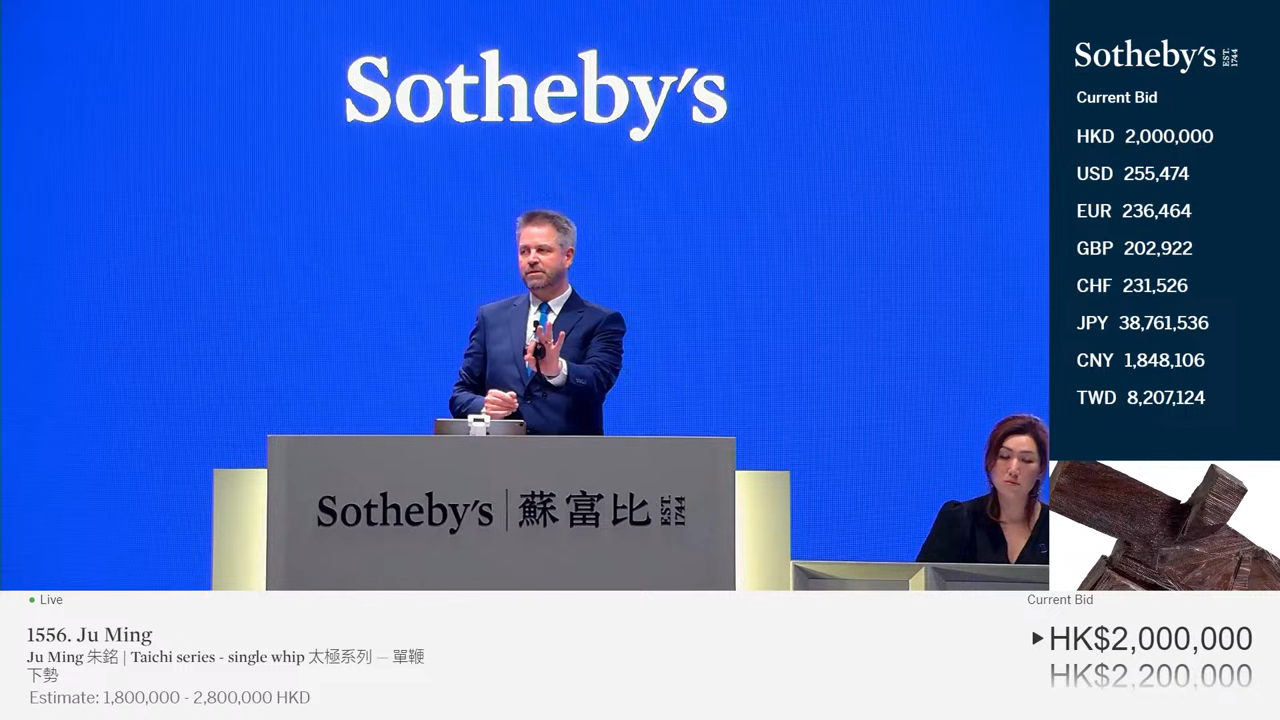 Sotheby's
Sotheby's | 蘇富比 EST. 1744
Sotheby's EST. 1744
Current Bid
HKD 2,000,000
USD 255,474
EUR 236,464
GBP 202,922
CHF 231,526
JPY 38,761,536
CNY 1,848,106
TWD 8,207,124
Live
1556. Ju Ming
Ju Ming 朱銘 | Taichi series - single whip 太極系列 — 單鞭
下勢
Estimate: 1,800,000 - 2,800,000 HKD
Current Bid
HK$2,000,000
HK$2,200,000